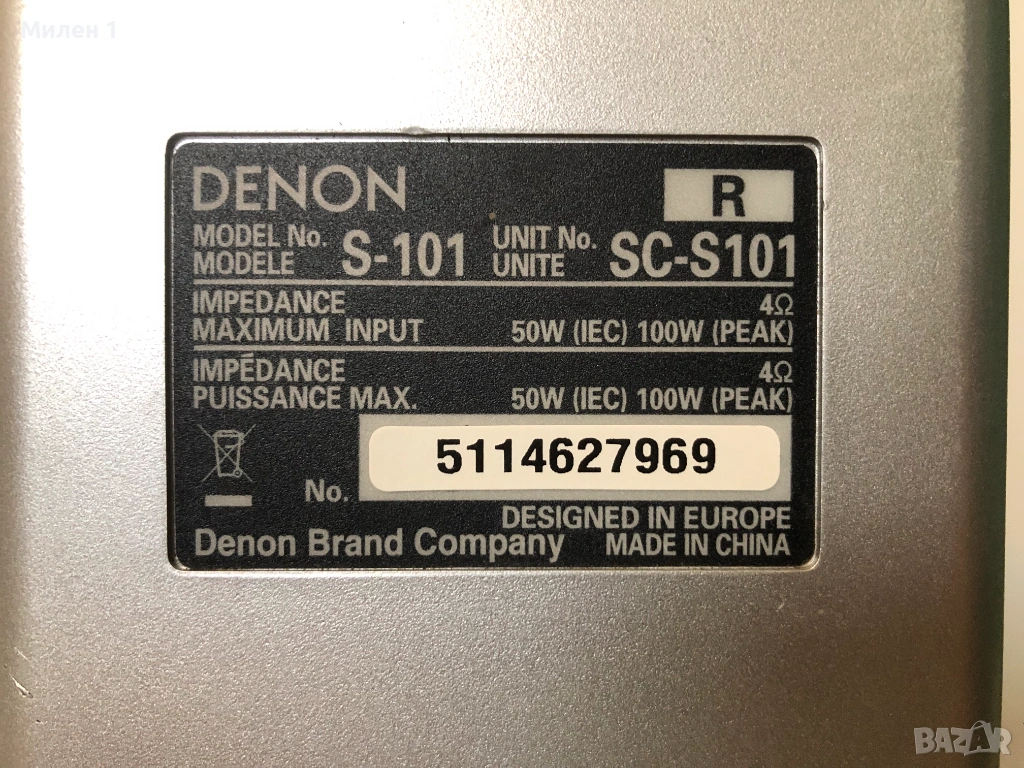 Милен 1
DENON
R
MODEL No. S-101 UNIT No. SC-S101
MODELE UNITE
IMPEDANCE 4Ω
MAXIMUM INPUT 50W (IEC) 100W (PEAK)
IMPÉDANCE 4Ω
PUISSANCE MAX. 50W (IEC) 100W (PEAK)
No. 5114627969
DESIGNED IN EUROPE
Denon Brand Company MADE IN CHINA
BAZAR